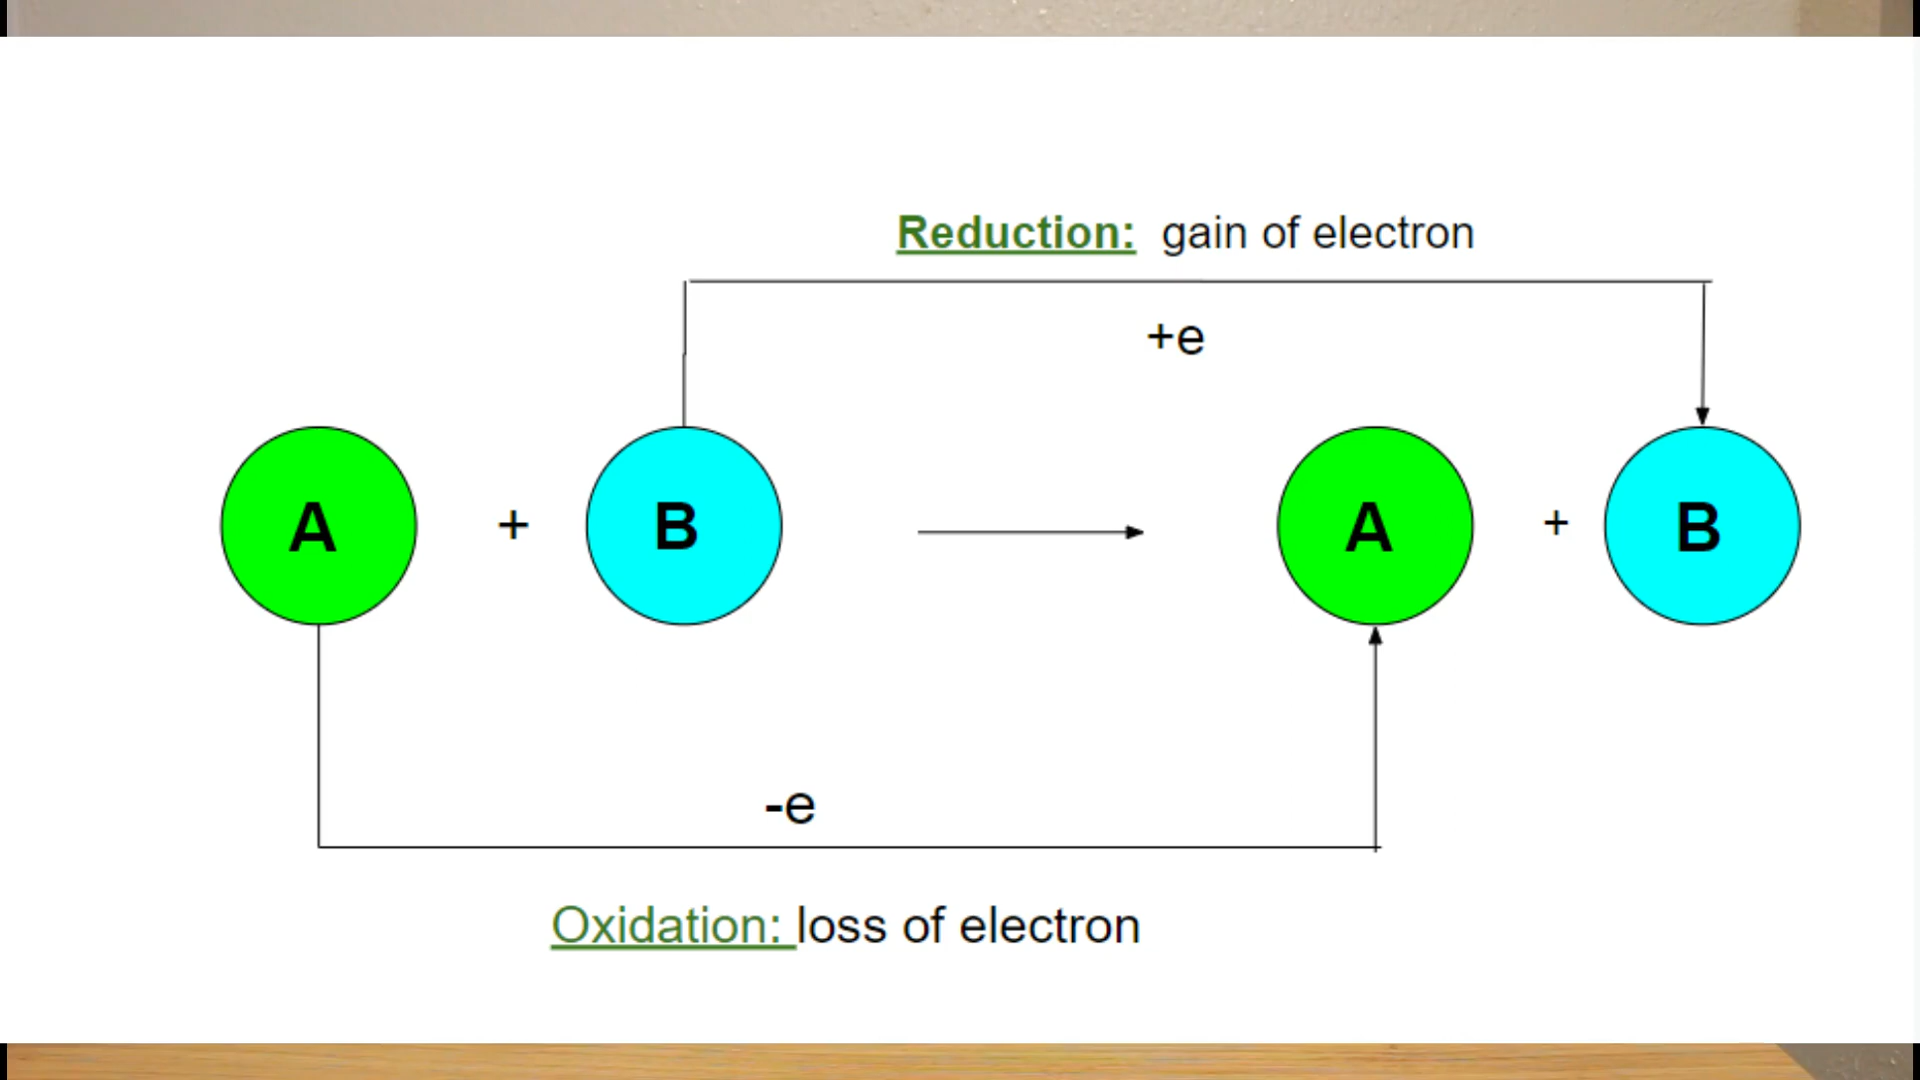 Reduction: gain of electron
+e
A + B A + B
-e
Oxidation: loss of electron